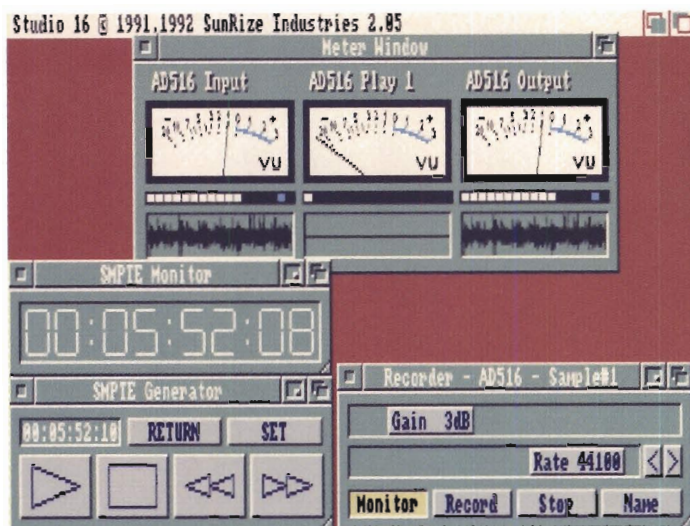 Studio 16 © 1991,1992 SunRize Industries 2.05
Meter Window
AD516 Input
AD516 Play 1
AD516 Output
VU
VU
VU
SMPTE Monitor
00:05:52:08
SMPTE Generator
00:05:52:10 RETURN SET
Recorder - AD516 - Sample#1
Gain 3dB
Rate 44100
Monitor Record Stop Name